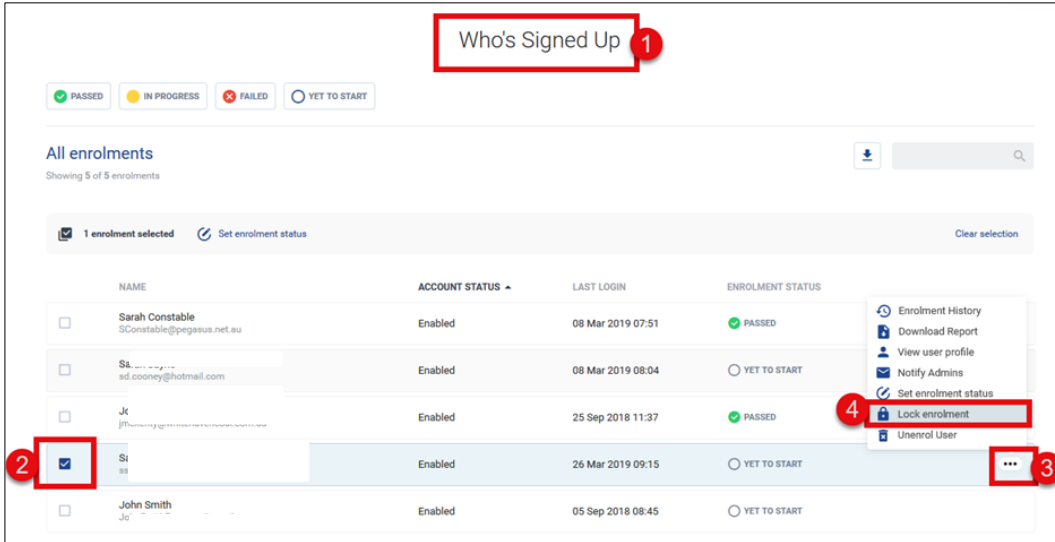 Who's Signed Up 1
PASSED IN PROGRESS FAILED YET TO START
All enrolments
Showing 5 of 5 enrolments
1 enrolment selected Set enrolment status Clear selection
NAME ACCOUNT STATUS LAST LOGIN ENROLMENT STATUS
Sarah Constable
SConstable@pegasus.net.au
Enabled 08 Mar 2019 07:51 PASSED
sd.cooney@hotmail.com
Enabled 08 Mar 2019 08:04 YET TO START
Enabled 25 Sep 2018 11:37 PASSED
2
Enabled 26 Mar 2019 09:15 YET TO START
3
John Smith
Enabled 05 Sep 2018 08:45 YET TO START
Enrolment History
Download Report
View user profile
Notify Admins
Set enrolment status
4 Lock enrolment
Unenrol User